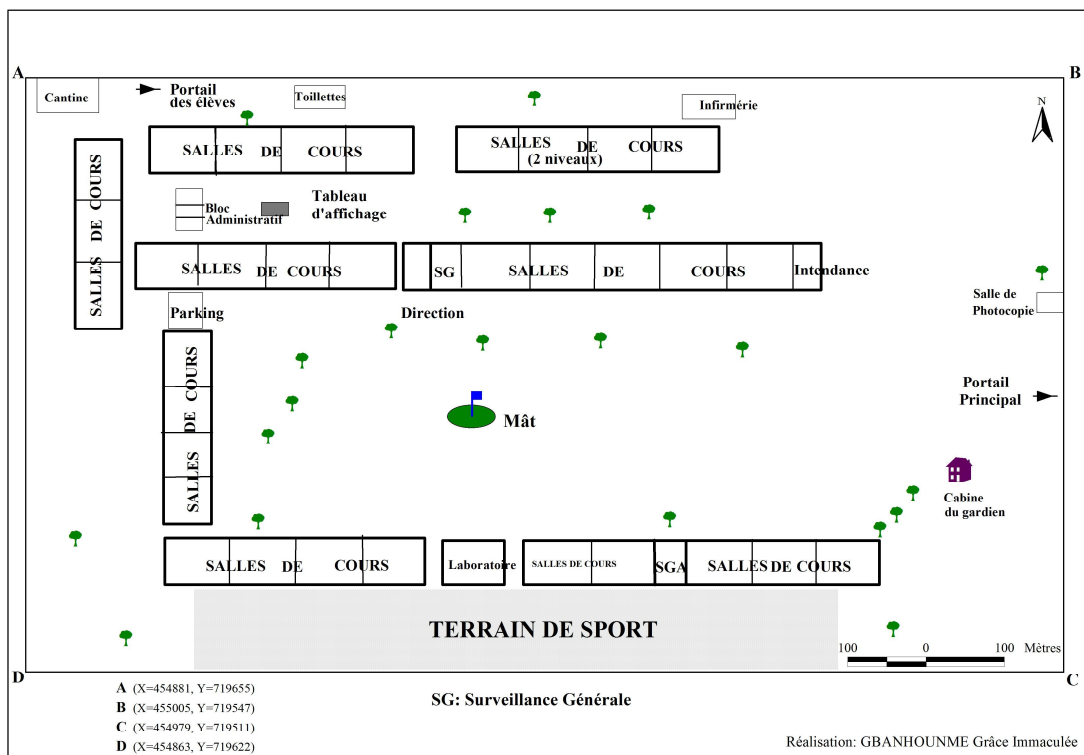 A
B
Cantine
Portail
des élèves
Toillettes
Infirmérie
N
SALLES DE COURS
SALLES DE COURS
(2 niveaux)
SALLES DE COURS
Bloc
Administratif
Tableau
d'affichage
SALLES DE COURS
SG
SALLES DE COURS
Intendance
Salle de
Photocopie
Parking
Direction
SALLES DE COURS
Portail
Principal
Mât
Cabine
du gardien
SALLES DE COURS
Laboratoire
SALLES DE COURS
SGA
SALLES DE COURS
TERRAIN DE SPORT
100 0 100 Mètres
D
C
A (X=454881, Y=719655)
B (X=455005, Y=719547)
C (X=454979, Y=719511)
D (X=454863, Y=719622)
SG: Surveillance Générale
Réalisation: GBANHOUNME Grâce Immaculée